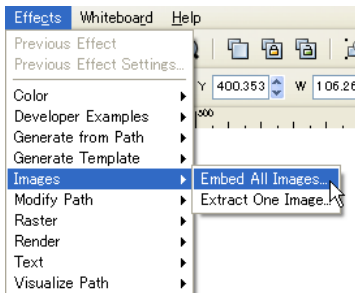 Effects Whiteboard Help
Previous Effect
Previous Effect Settings...
Y 400.353 W 106.26
Color
Developer Examples
500
Generate from Path
Generate Template
Images
Embed All Images...
Modify Path
Extract One Image...
Raster
Render
Text
Visualize Path